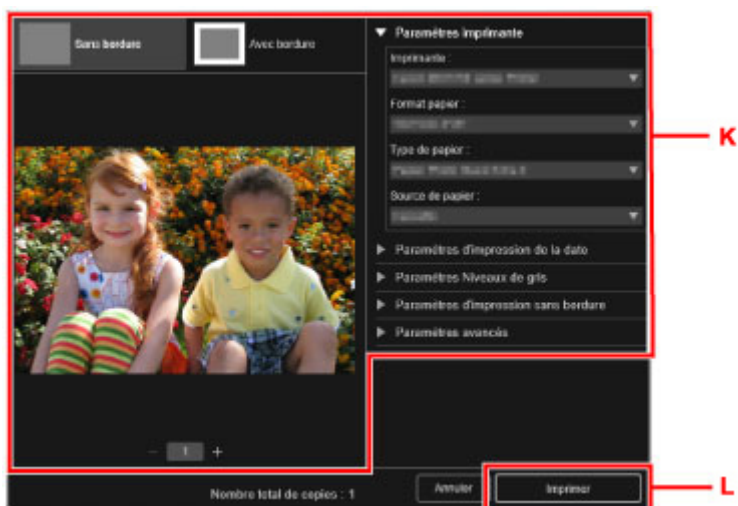 Sans bordure
Avec bordure
Paramètres imprimante
Imprimante :
Format papier :
Type de papier :
Source de papier :
Paramètres d'impression de la date
Paramètres Niveaux de gris
Paramètres d'impression sans bordure
Paramètres avancés
K
− 1 +
Nombre total de copies : 1
Annuler
Imprimer
L